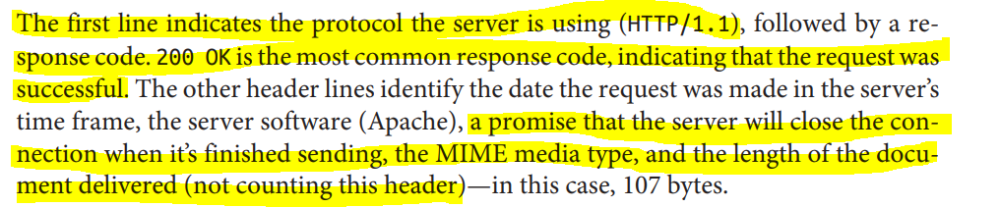 The first line indicates the protocol the server is using (HTTP/1.1), followed by a re-
sponse code. 200 OK is the most common response code, indicating that the request was
successful. The other header lines identify the date the request was made in the server’s
time frame, the server software (Apache), a promise that the server will close the con-
nection when it’s finished sending, the MIME media type, and the length of the docu-
ment delivered (not counting this header)—in this case, 107 bytes.